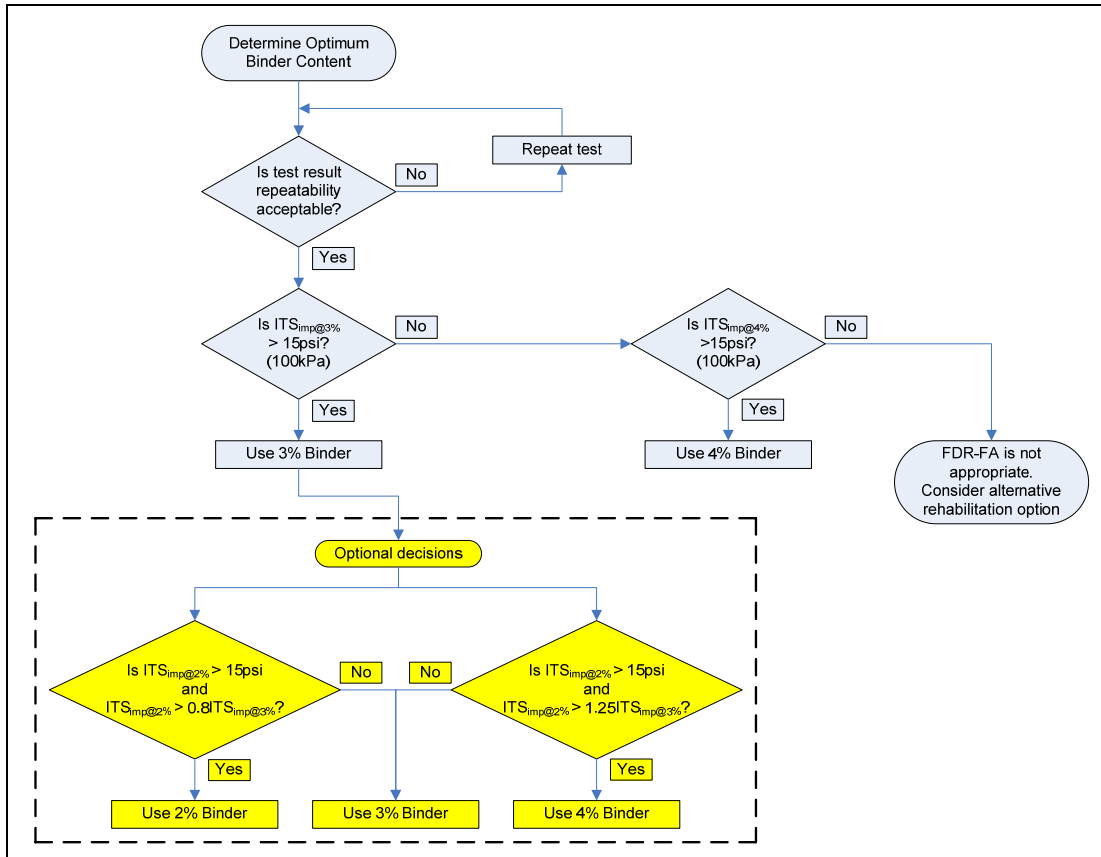 Determine Optimum
Binder Content
Repeat test
Is test result
repeatability
acceptable?
No
Yes
Is ITSimp@3%
> 15psi?
(100kPa)
No
Is ITSimp@4%
>15psi?
(100kPa)
No
Yes
Yes
Use 3% Binder
Use 4% Binder
FDR-FA is not
appropriate.
Consider alternative
rehabilitation option
Optional decisions
Is ITSimp@2% > 15psi
and
ITSimp@2% > 0.8ITSimp@3%?
No
No
Is ITSimp@2% > 15psi
and
ITSimp@2% > 1.25ITSimp@3%?
Yes
Yes
Use 2% Binder
Use 3% Binder
Use 4% Binder